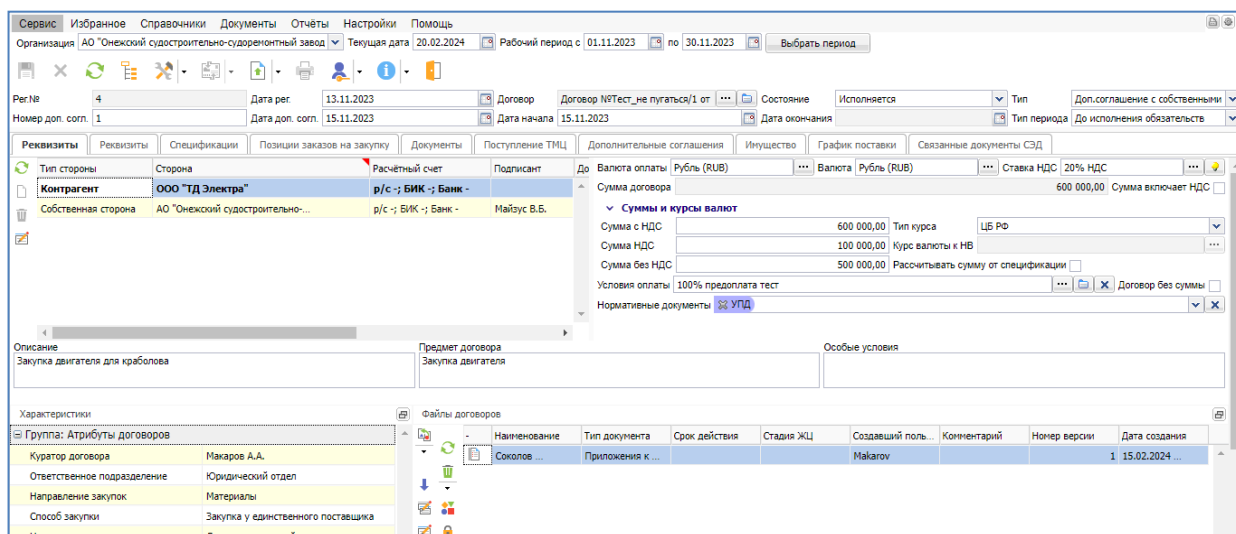 Сервис Избранное Справочники Документы Отчёты Настройки Помощь
Организация АО "Онежский судостроительно-судоремонтный завод Текущая дата 20.02.2024 Рабочий период с 01.11.2023 по 30.11.2023 Выбрать период
Рег.№ 4 Дата рег. 13.11.2023 Договор Договор №Тест_не пугаться/1 от ... Состояние Исполняется Тип Доп.соглашение с собственными
Номер доп. согл. 1 Дата доп. согл. 15.11.2023 Дата начала 15.11.2023 Дата окончания Тип периода До исполнения обязательств
Реквизиты Реквизиты Спецификации Позиции заказов на закупку Документы Поступление ТМЦ Дополнительные соглашения Имущество График поставки Связанные документы СЭД
Тип стороны Сторона Расчётный счет Подписант До Валюта оплаты Рубль (RUB) ... Валюта Рубль (RUB) ... Ставка НДС 20% НДС ...
Контрагент ООО "ТД Электра" р/с -; БИК -; Банк - Сумма договора 600 000,00 Сумма включает НДС
Собственная сторона АО "Онежский судостроительно-... р/с -; БИК -; Банк - Майзус В.Б. Суммы и курсы валют
Сумма с НДС 600 000,00 Тип курса ЦБ РФ
Сумма НДС 100 000,00 Курс валюты к НВ ...
Сумма без НДС 500 000,00 Рассчитывать сумму от спецификации
Условия оплаты 100% предоплата тест ... Договор без суммы
Нормативные документы УПД
Описание Предмет договора Особые условия
Закупка двигателя для краболова Закупка двигателя
Характеристики Файлы договоров
Группа: Атрибуты договоров - Наименование Тип документа Срок действия Стадия ЖЦ Создавший поль... Комментарий Номер версии Дата создания
Куратор договора Макаров А.А. Соколов ... Приложения к ... Makarov 1 15.02.2024 ...
Ответственное подразделение Юридический отдел
Направление закупок Материалы
Способ закупки Закупка у единственного поставщика